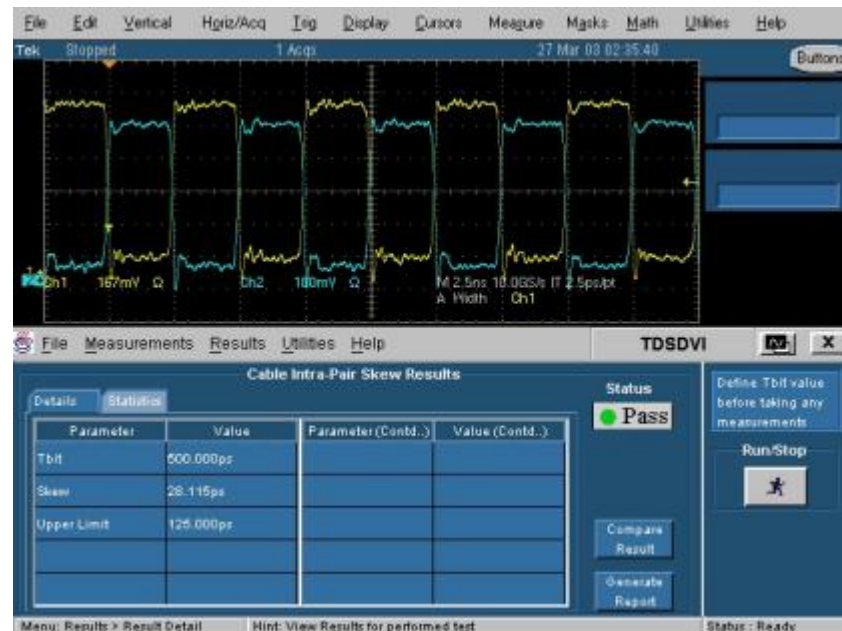 File Edit Vertical Horiz/Acq Trig Display Cursors Measure Masks Math Utilities Help
Tek Stopped 1 Acqs 27 Mar 03 02:35:40
Buttons
Ch1 167mV Ω Ch2 180mV Ω M 2.5ns 10.0GS/s IT 2.5ps/pt
A Width Ch1
File Measurements Results Utilities Help TDSDVI X
Cable Intra-Pair Skew Results
Details Statistics
Parameter Value Parameter(Contd..) Value (Contd..)
Tbit 500.000ps
Skew 28.115ps
Upper Limit 125.000ps
Status
Pass
Compare
Result
Generate
Report
Define Tbit value
before taking any
measurements
Run/Stop
Menu: Results > Result Detail Hint: View Results for performed test Status : Ready